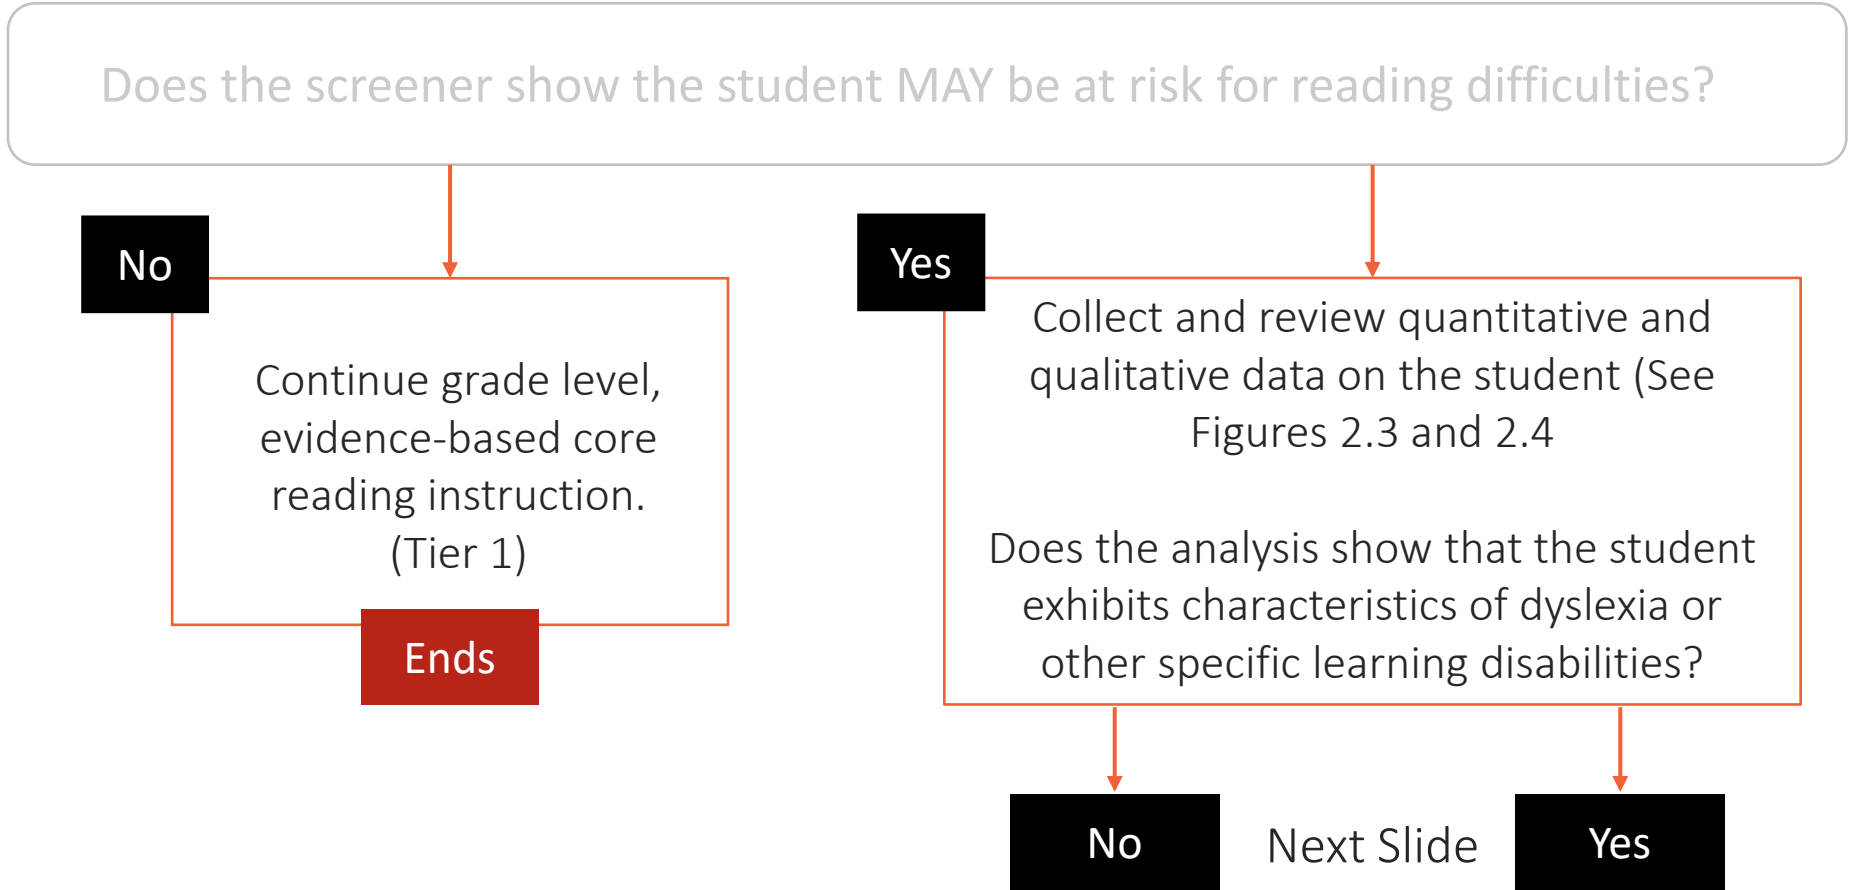 Does the screener show the student MAY be at risk for reading difficulties?
No
Continue grade level,
evidence-based core
reading instruction.
(Tier 1)
Ends
Yes
Collect and review quantitative and
qualitative data on the student (See
Figures 2.3 and 2.4
Does the analysis show that the student
exhibits characteristics of dyslexia or
other specific learning disabilities?
No
Next Slide
Yes